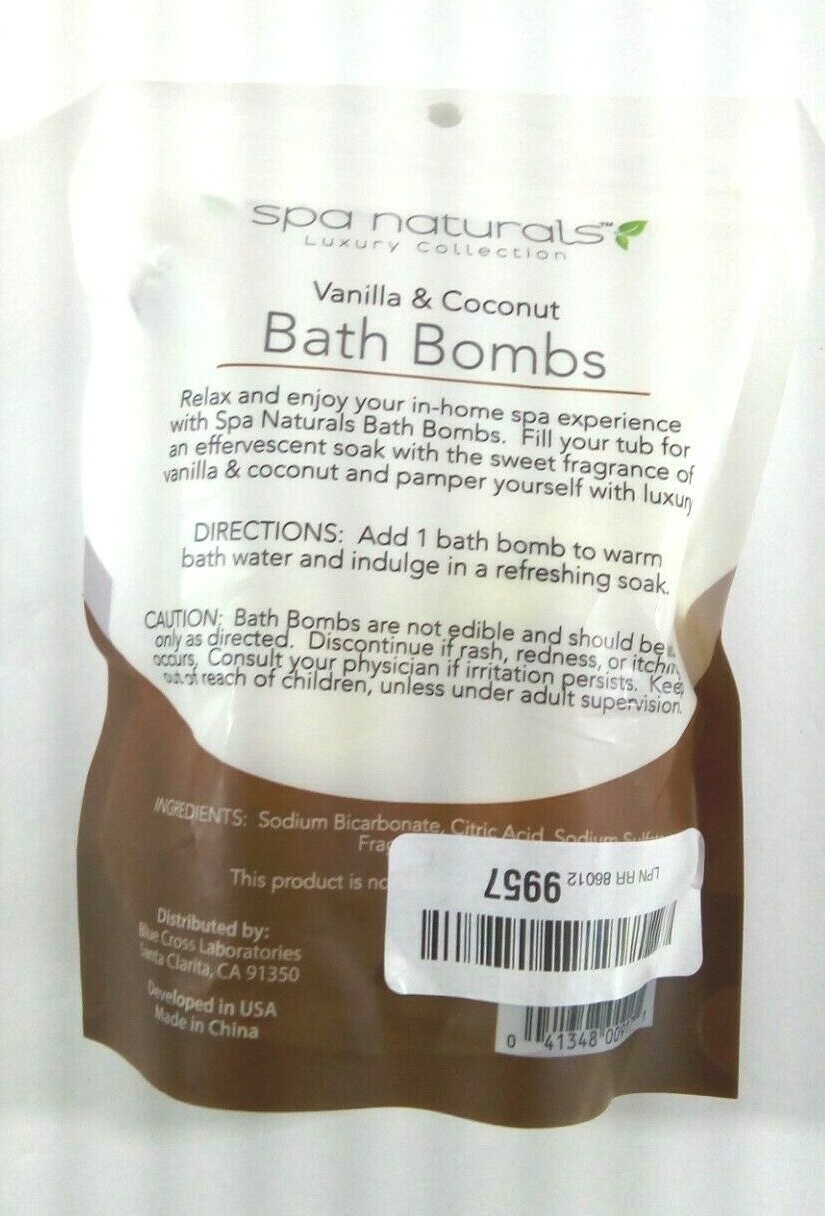 spa naturals™
Luxury Collection
Vanilla & Coconut
Bath Bombs
Relax and enjoy your in-home spa experience
with Spa Naturals Bath Bombs. Fill your tub for
an effervescent soak with the sweet fragrance of
vanilla & coconut and pamper yourself with luxury
DIRECTIONS: Add 1 bath bomb to warm
bath water and indulge in a refreshing soak.
CAUTION: Bath Bombs are not edible and should be
only as directed. Discontinue if rash, redness, or itchin
occurs, Consult your physician if irritation persists. Keep
out of reach of children, unless under adult supervision.
INGREDIENTS: Sodium Bicarbonate, Citric Acid, Sodium
Frag
This product is no
LPN RR 86012 9957
Distributed by:
Blue Cross Laboratories
Santa Clarita, CA 91350
Developed in USA
Made in China
0 41348 009